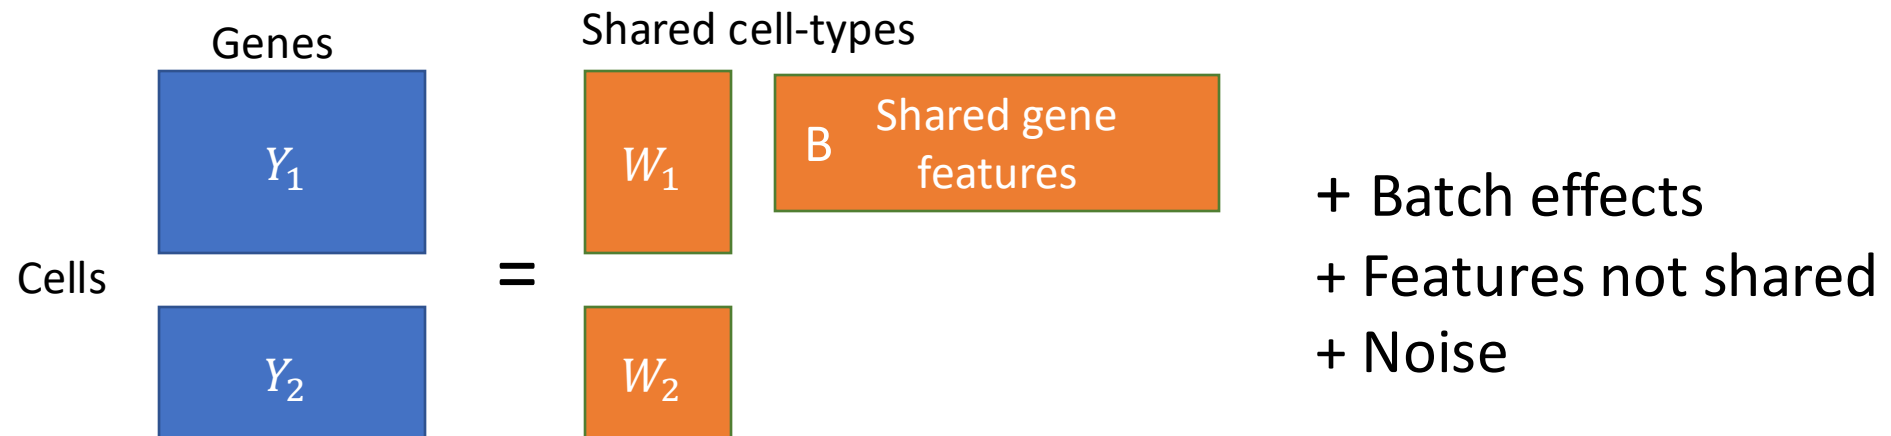 Genes
Shared cell-types
Y₁
W₁
B
Shared gene
features
Cells
=
Y₂
W₂
+ Batch effects
+ Features not shared
+ Noise